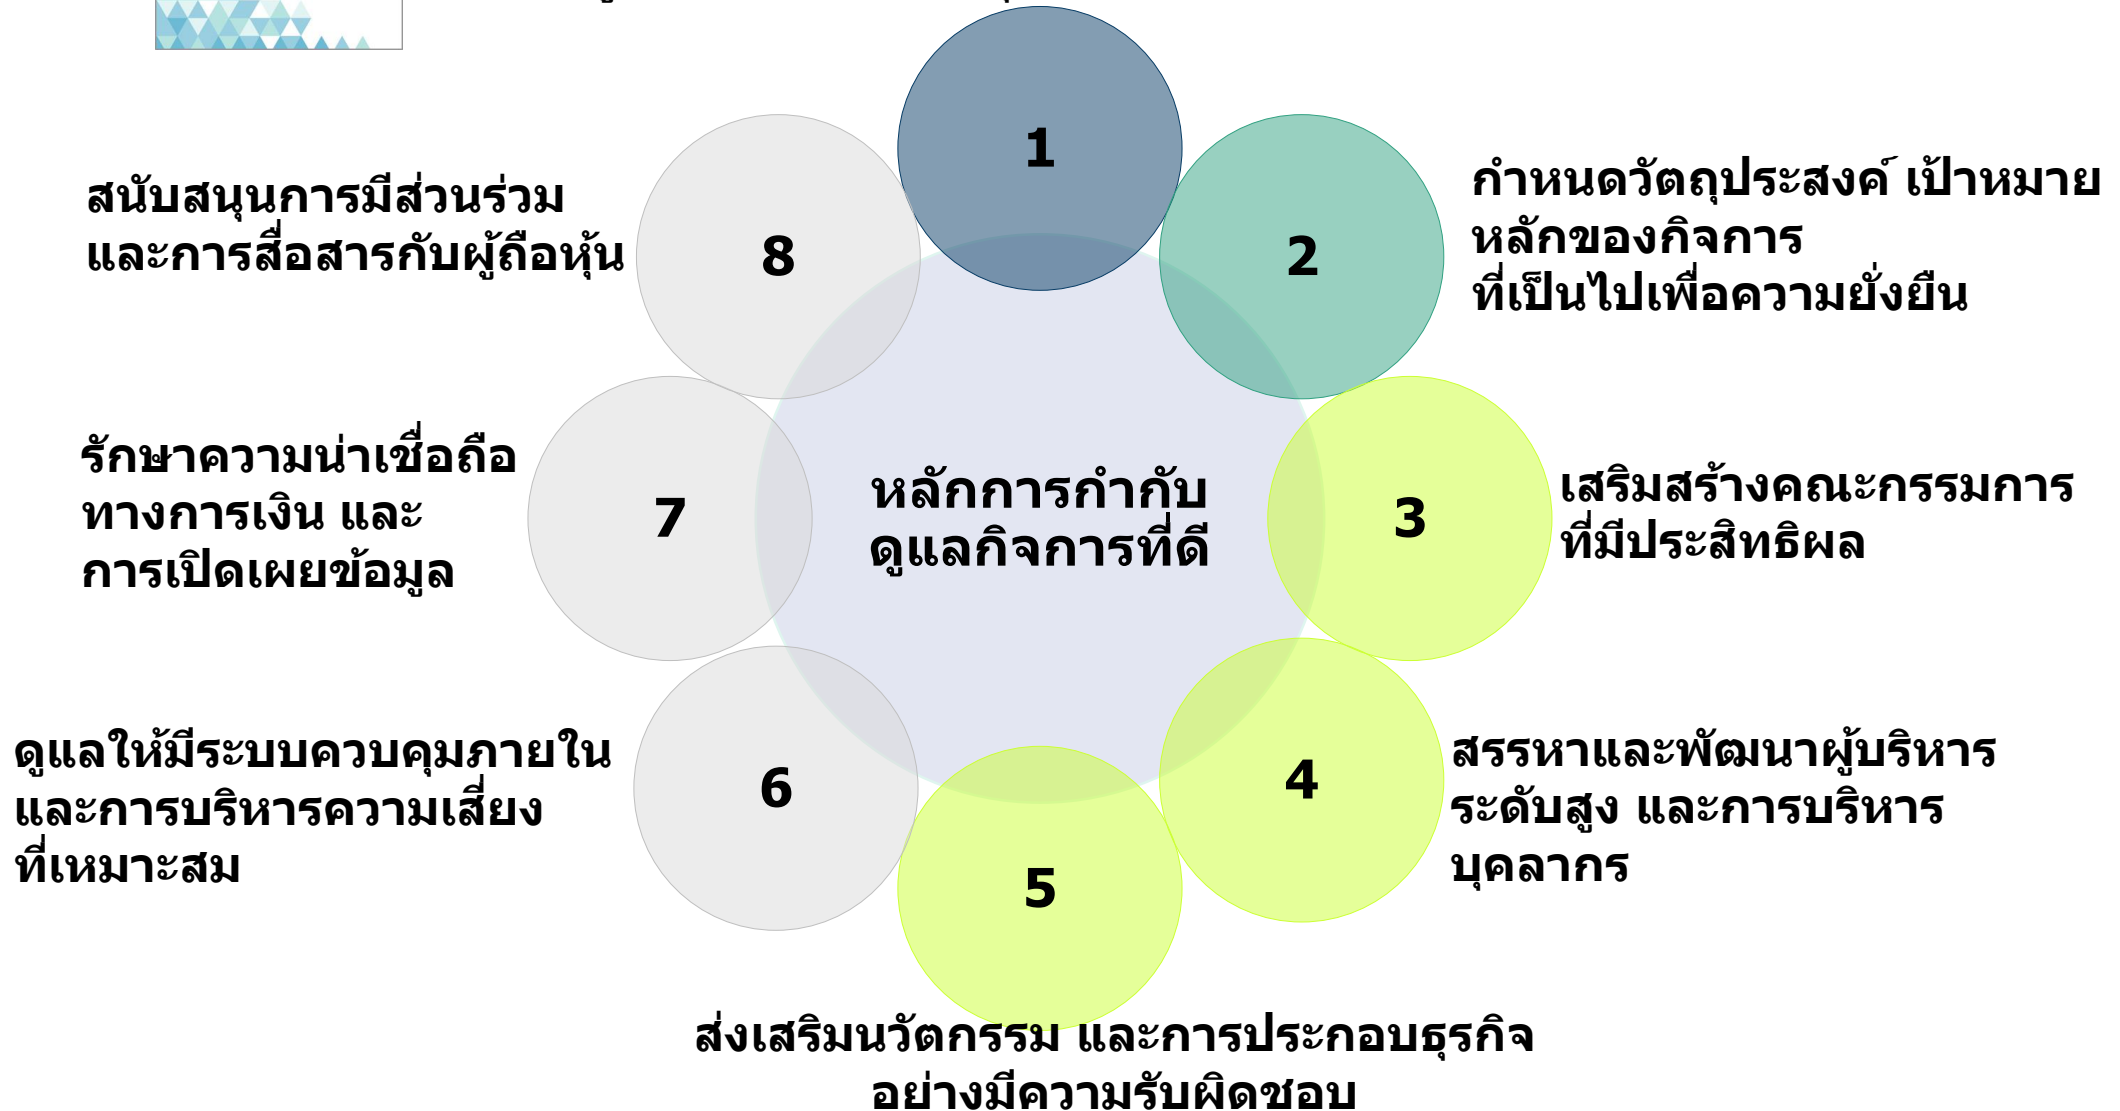 1
2
กำหนดวัตถุประสงค์ เป้าหมาย
หลักของกิจการ
ที่เป็นไปเพื่อความยั่งยืน
3
เสริมสร้างคณะกรรมการ
ที่มีประสิทธิผล
4
สรรหาและพัฒนาผู้บริหาร
ระดับสูง และการบริหาร
บุคลากร
5
ส่งเสริมนวัตกรรม และการประกอบธุรกิจ
อย่างมีความรับผิดชอบ
6
ดูแลให้มีระบบควบคุมภายใน
และการบริหารความเสี่ยง
ที่เหมาะสม
7
รักษาความน่าเชื่อถือ
ทางการเงิน และ
การเปิดเผยข้อมูล
8
สนับสนุนการมีส่วนร่วม
และการสื่อสารกับผู้ถือหุ้น
หลักการกำกับ
ดูแลกิจการที่ดี